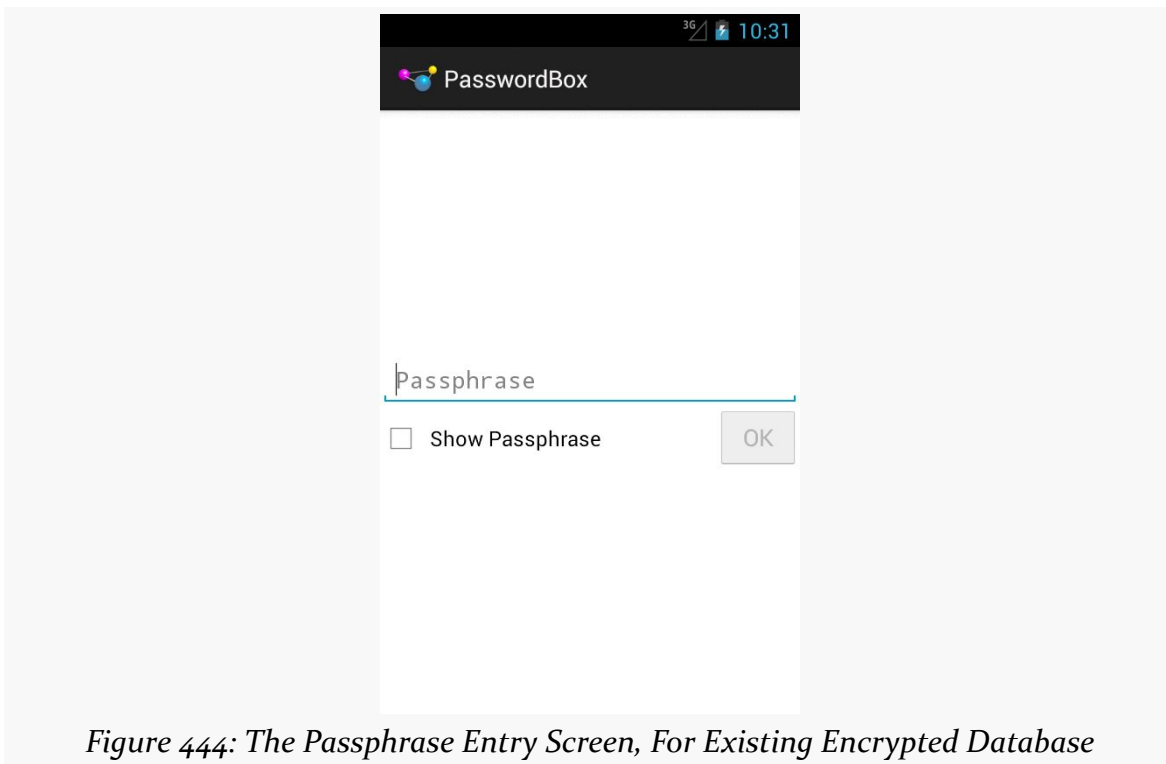 3G 10:31
PasswordBox
Passphrase
Show Passphrase OK
Figure 444: The Passphrase Entry Screen, For Existing Encrypted Database